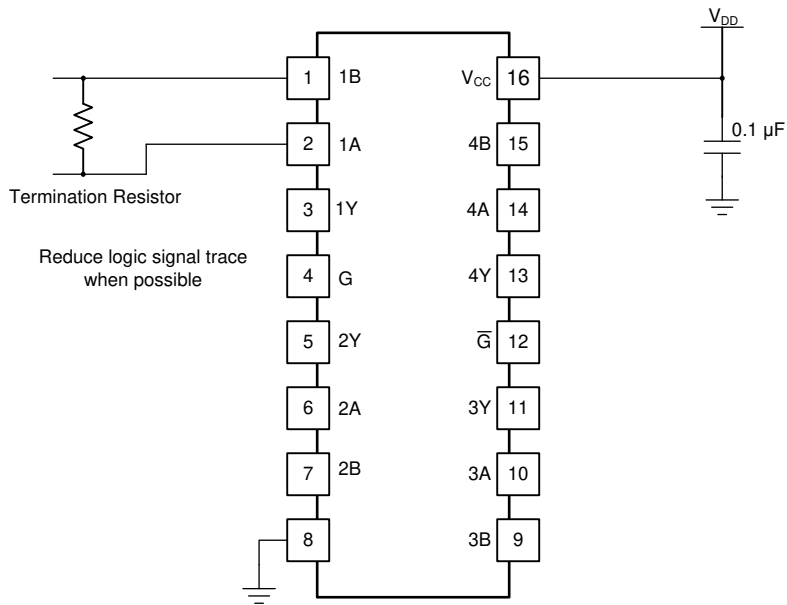 V_DD
1 1B
V_CC 16
0.1 µF
2 1A
4B 15
Termination Resistor
3 1Y
4A 14
Reduce logic signal trace
when possible
4 G
4Y 13
5 2Y
G̅ 12
6 2A
3Y 11
7 2B
3A 10
8
3B 9